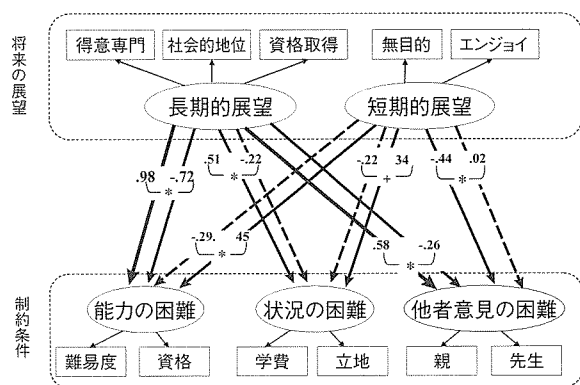 将来の展望
得意専門 社会的地位 資格取得 無目的 エンジョイ
長期的展望 短期的展望
.98 -.72 .51 -.22 -.22 34 -.44 .02
* * + *
-.29. 45 .58 -.26
* *
制約条件
能力の困難 状況の困難 他者意見の困難
難易度 資格 学費 立地 親 先生